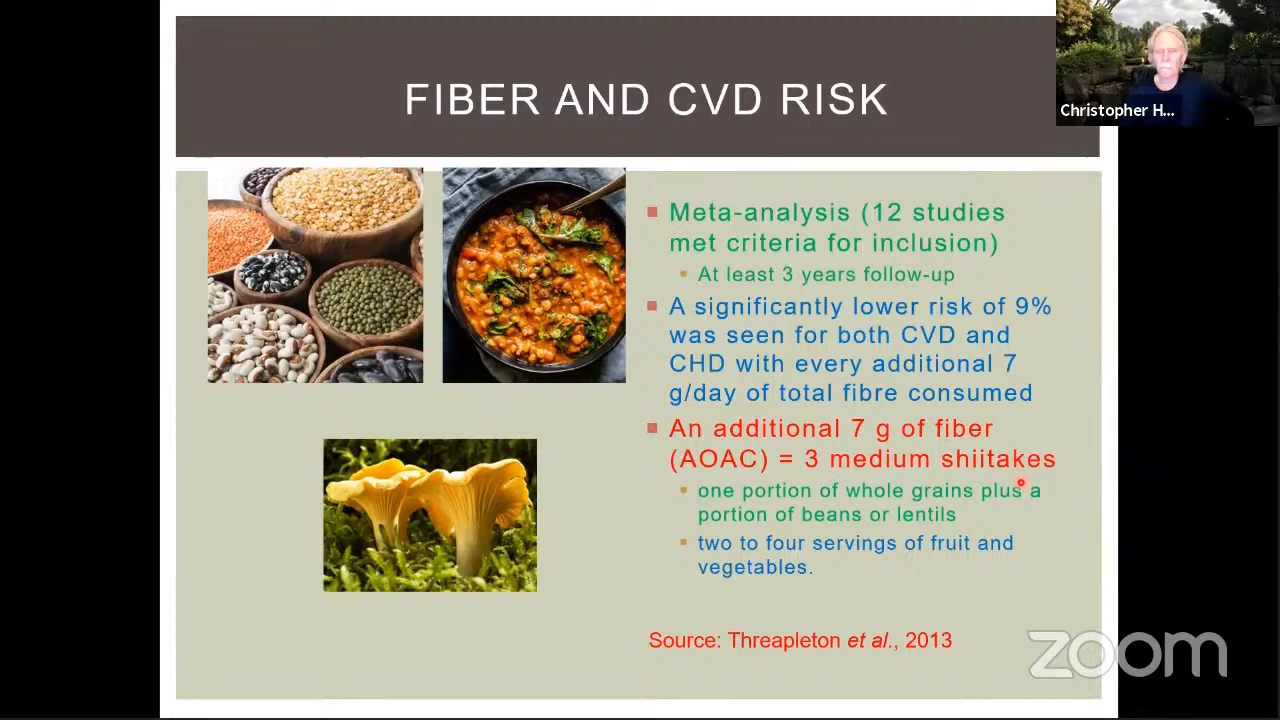 FIBER AND CVD RISK
Christopher H...
Meta-analysis (12 studies
met criteria for inclusion)
At least 3 years follow-up
A significantly lower risk of 9%
was seen for both CVD and
CHD with every additional 7
g/day of total fibre consumed
An additional 7 g of fiber
(AOAC) = 3 medium shiitakes
one portion of whole grains plus a
portion of beans or lentils
two to four servings of fruit and
vegetables.
Source: Threapleton et al., 2013
zoom